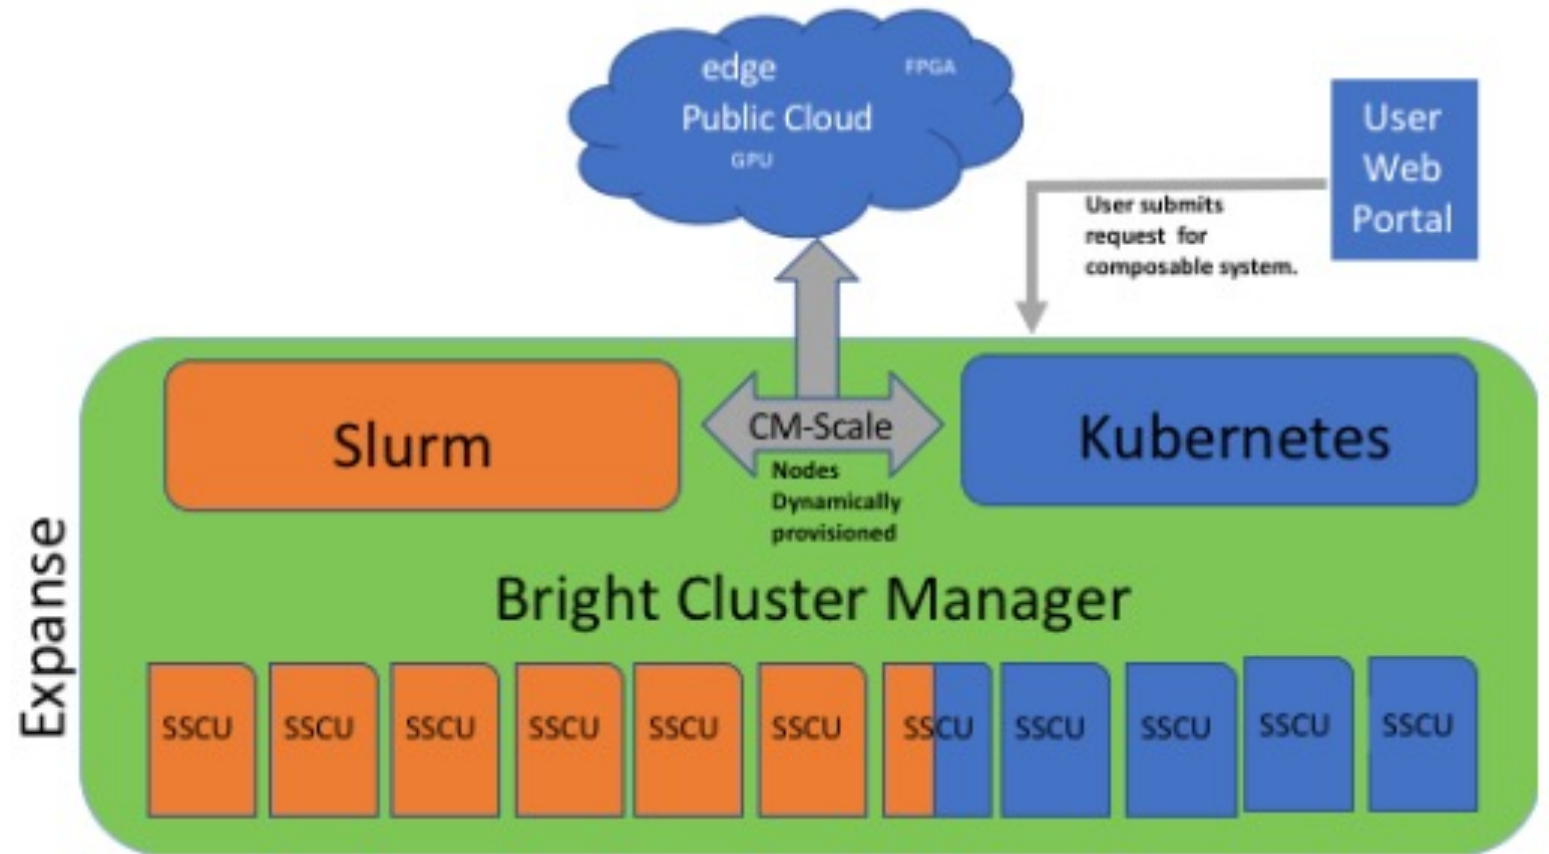 edge
FPGA
Public Cloud
GPU
User
Web
Portal
User submits
request for
composable system.
Slurm
CM-Scale
Kubernetes
Nodes
Dynamically
provisioned
Expanse
Bright Cluster Manager
SSCU
SSCU
SSCU
SSCU
SSCU
SSCU
SSCU
SSCU
SSCU
SSCU
SSCU